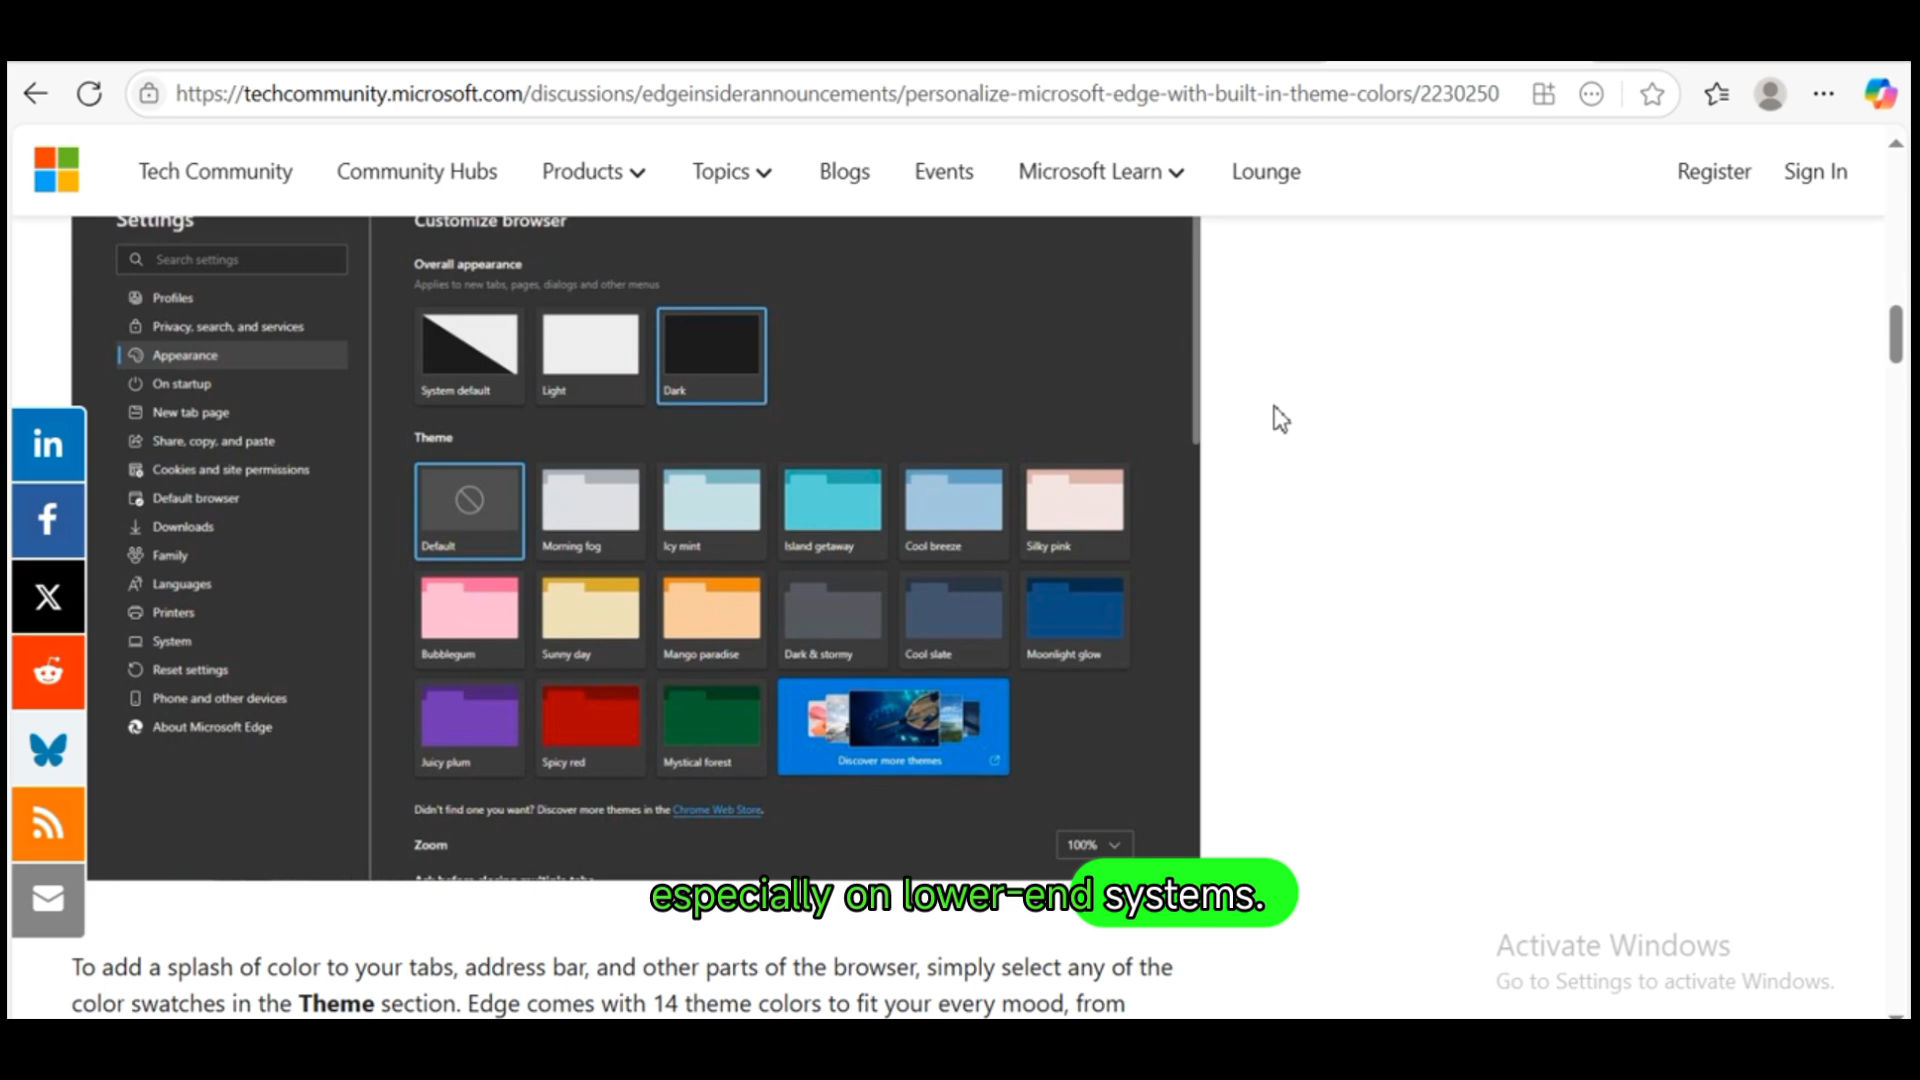 https://techcommunity.microsoft.com/discussions/edgeinsiderannouncements/personalize-microsoft-edge-with-built-in-theme-colors/2230250
Tech Community Community Hubs Products Topics Blogs Events Microsoft Learn Lounge Register Sign In
Settings
Search settings
Profiles
Privacy, search, and services
Appearance
On startup
New tab page
Share, copy, and paste
Cookies and site permissions
Default browser
Downloads
Family
Languages
Printers
System
Reset settings
Phone and other devices
About Microsoft Edge
Customize browser
Overall appearance
Applies to new tabs, pages, dialogs and other menus
System default Light Dark
Theme
Default Morning fog Icy mint Island getaway Cool breeze Silky pink
Bubblegum Sunny day Mango paradise Dark & stormy Cool slate Moonlight glow
Juicy plum Spicy red Mystical forest Discover more themes
Didn't find one you want? Discover more themes in the Chrome Web Store.
Zoom 100%
especially on lower-end systems.
To add a splash of color to your tabs, address bar, and other parts of the browser, simply select any of the
color swatches in the Theme section. Edge comes with 14 theme colors to fit your every mood, from
Activate Windows
Go to Settings to activate Windows.